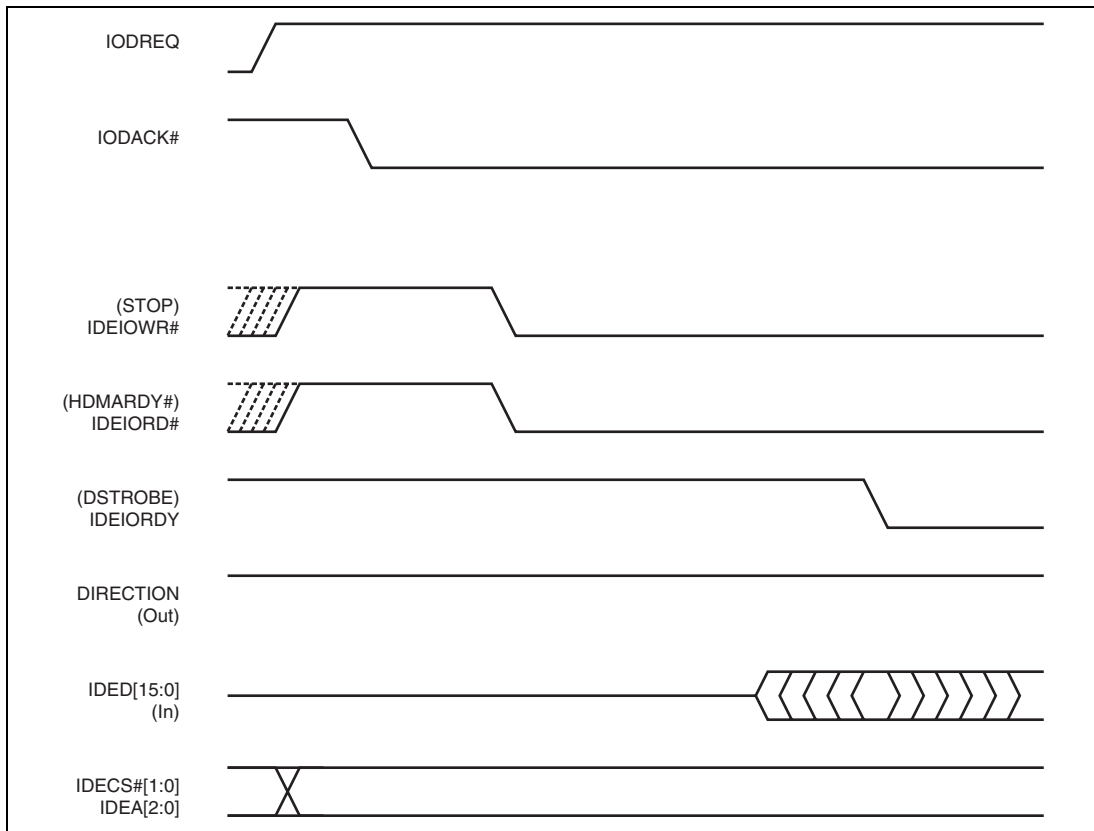 IODREQ
IODACK#
(STOP)
IDEIOWR#
(HDMARDY#)
IDEIORD#
(DSTROBE)
IDEIORDY
DIRECTION
(Out)
IDED[15:0]
(In)
IDECS#[1:0]
IDEA[2:0]